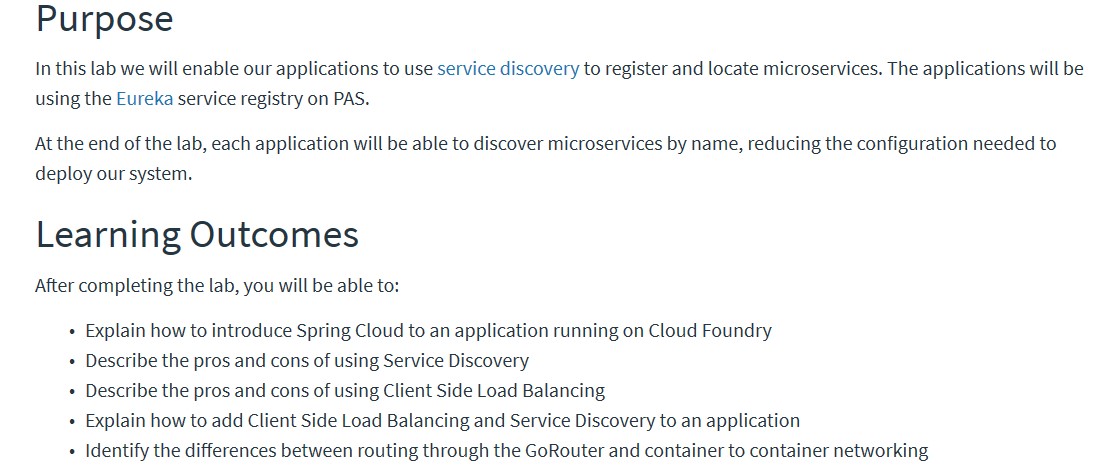 Purpose
In this lab we will enable our applications to use service discovery to register and locate microservices. The applications will be
using the Eureka service registry on PAS.
At the end of the lab, each application will be able to discover microservices by name, reducing the configuration needed to
deploy our system.
Learning Outcomes
After completing the lab, you will be able to:
• Explain how to introduce Spring Cloud to an application running on Cloud Foundry
• Describe the pros and cons of using Service Discovery
• Describe the pros and cons of using Client Side Load Balancing
• Explain how to add Client Side Load Balancing and Service Discovery to an application
• Identify the differences between routing through the GoRouter and container to container networking